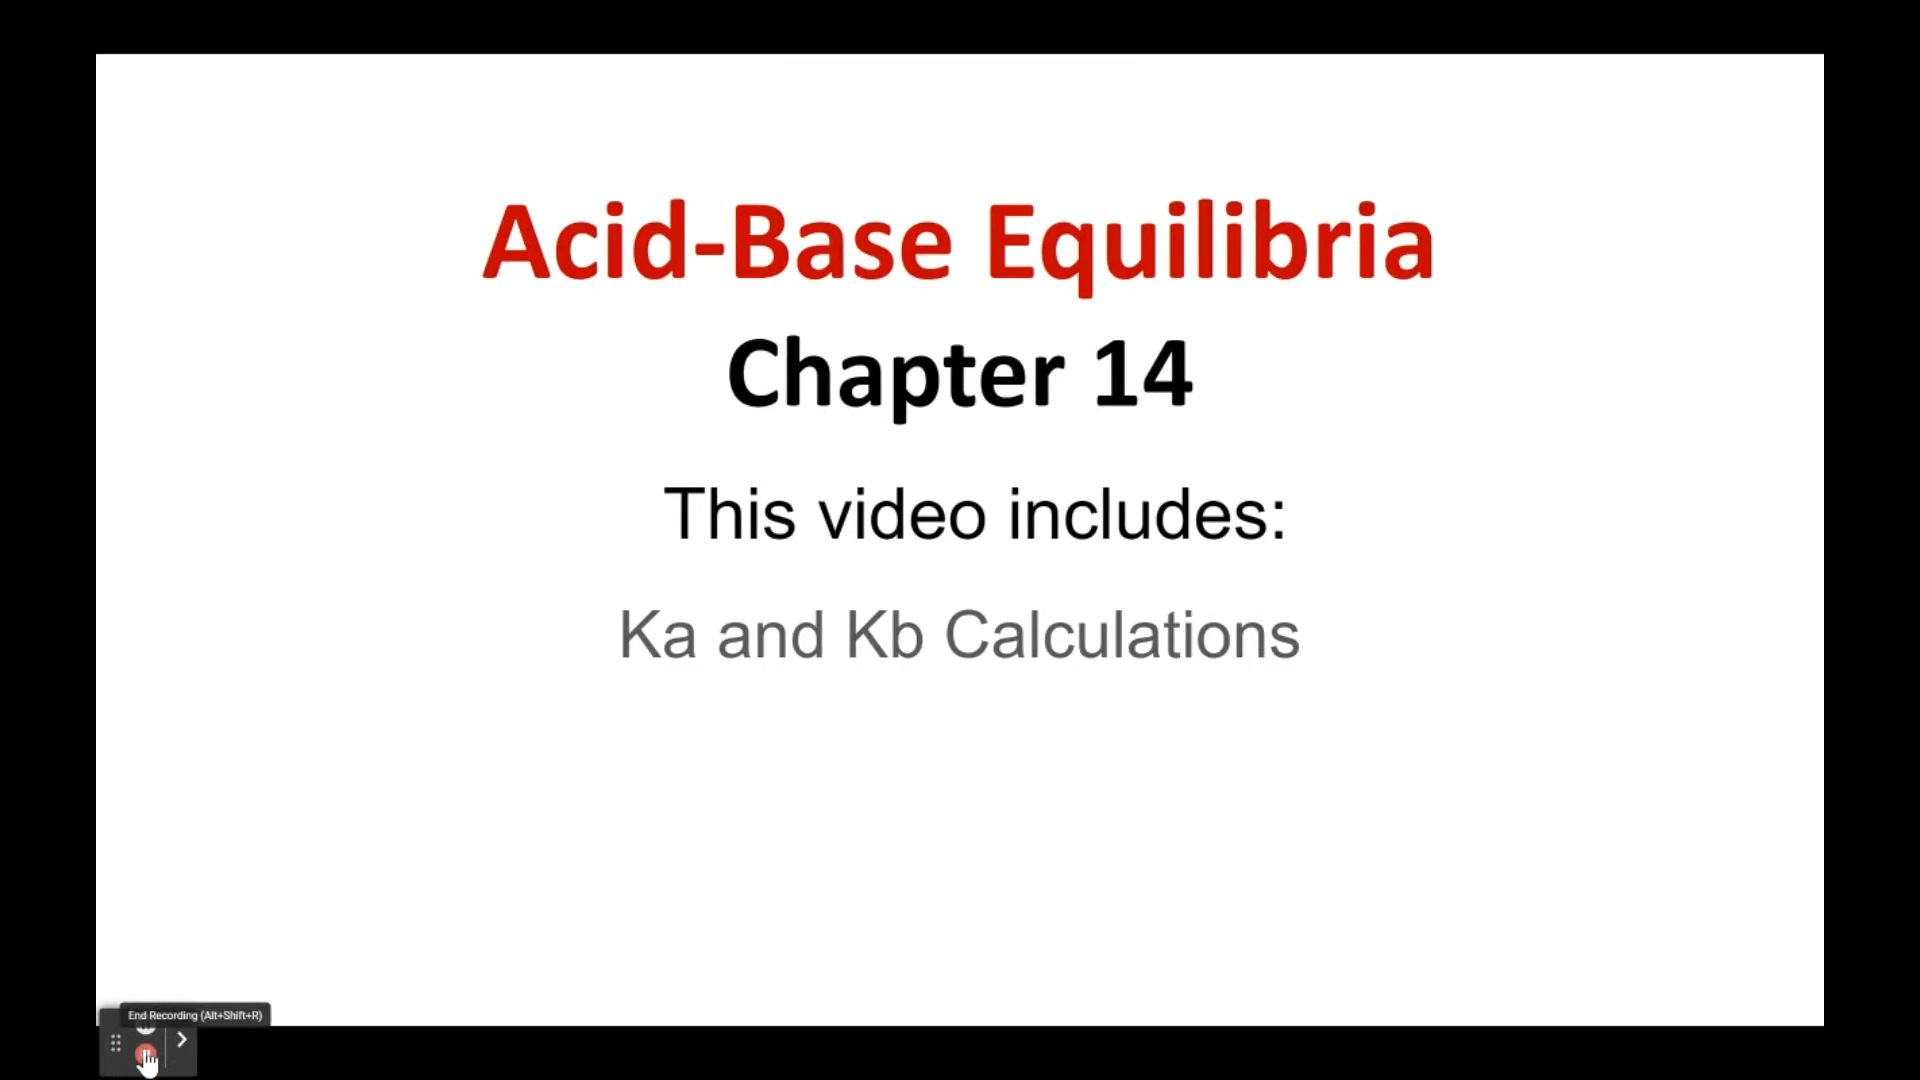 Acid-Base Equilibria
Chapter 14
This video includes:
Ka and Kb Calculations
End Recording (Alt+Shift+R)